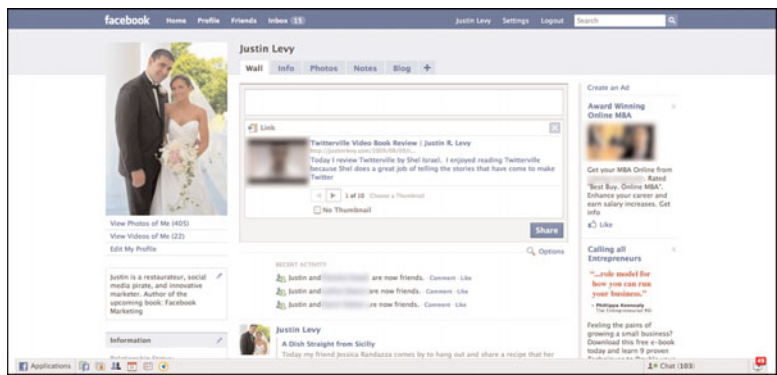 facebook Home Profile Friends Inbox 15 Justin Levy Settings Logout Search
Justin Levy
Wall Info Photos Notes Blog +
Link
Twitterville Video Book Review | Justin R. Levy
Today I review Twitterville by Shel Israel. I enjoyed reading Twitterville
because Shel does a great job of telling the stories that have come to make
Twitter
1 of 10 Choose a Thumbnail
No Thumbnail
Share
Options
View Photos of Me (405)
View Videos of Me (22)
Edit My Profile
Justin is a restaurateur, social
media pirate, and innovative
marketer. Author of the
upcoming book: Facebook
Marketing
Information
Relationship Status:
RECENT ACTIVITY
Justin and are now friends. Comment · Like
Justin and are now friends. Comment · Like
Justin and are now friends. Comment · Like
Justin Levy
A Dish Straight from Sicilly
Today my friend Jessica Randazza comes by to hang out and share a recipe that her
Create an Ad
Award Winning
Online MBA
Get your MBA Online from
. Rated
"Best Buy. Online MBA".
Enhance your career and
earn salary increases. Get
info
Like
Calling all
Entrepreneurs
"...role model for
how you can run
your business."
- Philippa Kennealy
The Entrepreneurial MD
Feeling the pains of
growing a small business?
Download this free e-book
today and learn 9 proven
Applications
Chat (103)